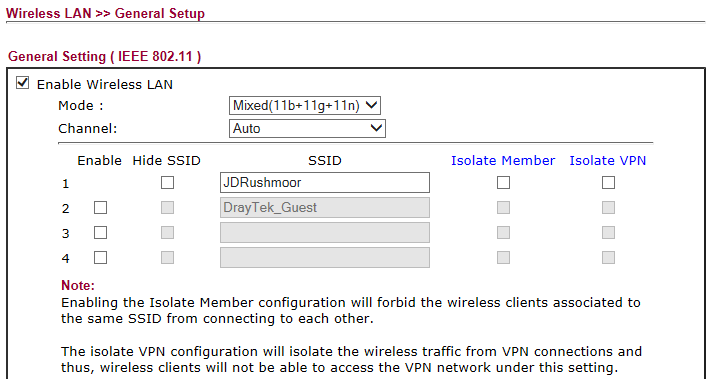 Wireless LAN >> General Setup
General Setting ( IEEE 802.11 )
Enable Wireless LAN
Mode : Mixed(11b+11g+11n)
Channel: Auto
Enable Hide SSID SSID Isolate Member Isolate VPN
1 JDRushmoor
2 DrayTek_Guest
3
4
Note:
Enabling the Isolate Member configuration will forbid the wireless clients associated to
the same SSID from connecting to each other.
The isolate VPN configuration will isolate the wireless traffic from VPN connections and
thus, wireless clients will not be able to access the VPN network under this setting.